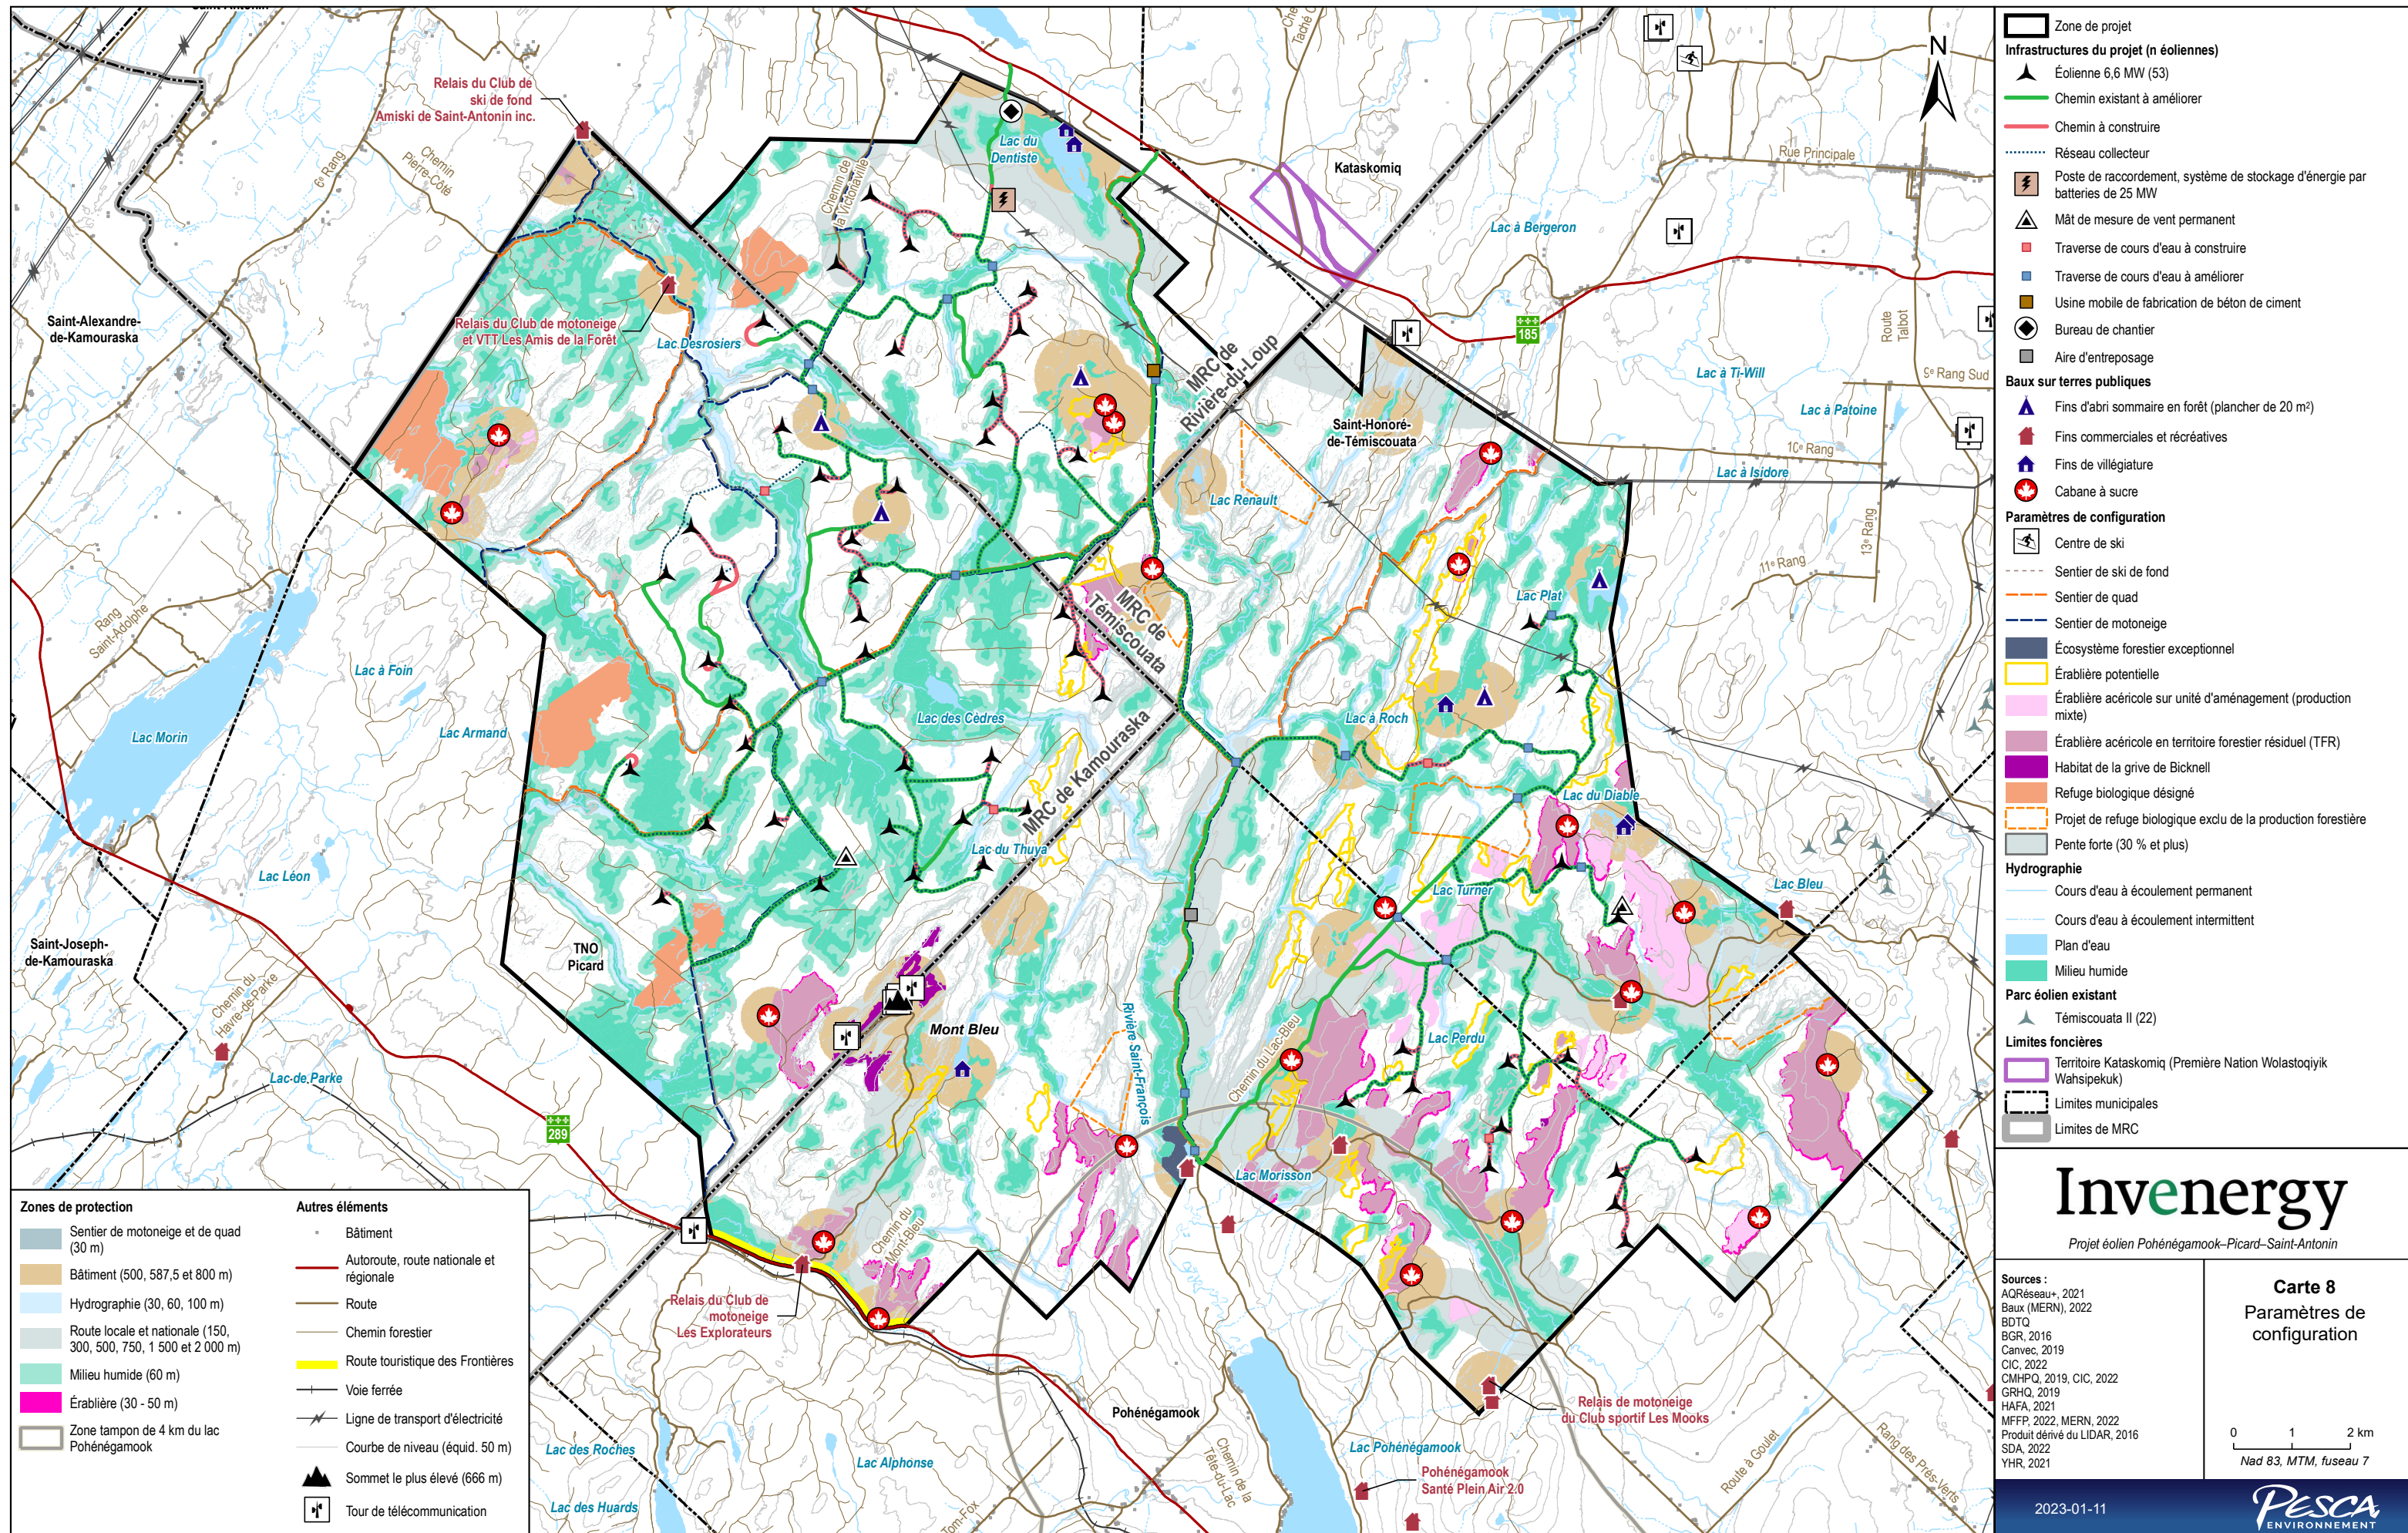 Saint-Antonin
Relais du Club de
ski de fond
Amiski de Saint-Antonin inc.
6e Rang
Chemin
Pierre-Côté
Chemin de
la Victoriaville
Lac du
Dentiste
Kataskomiq
Rue Principale
Lac à Bergeron
185
Route
Talbot
Saint-Alexandre-
de-Kamouraska
Relais du Club de motoneige
et VTT Les Amis de la Forêt
Lac Desrosiers
MRC de
Rivière-du-Loup
Lac à Ti-Will
9e Rang Sud
Lac à Patoine
Saint-Honoré-
de-Témiscouata
10e Rang
Lac à Isidore
Lac Renault
13e Rang
11e Rang
Rang
Saint-Adolphe
Lac Plat
MRC de
Témiscouata
Lac à Foin
Lac Morin
Lac Armand
Lac des Cèdres
Lac à Roch
MRC de Kamouraska
Lac du Diable
Lac du Thuya
Lac Léon
Lac Turner
Lac Bleu
Saint-Joseph-
de-Kamouraska
TNO
Picard
Chemin du
Havre-de-Parke
Mont Bleu
Rivière Saint-François
Chemin du Lac-Bleu
Lac Perdu
Lac de Parke
289
Lac Morisson
Chemin du
Mont-Bleu
Relais du Club de
motoneige
Les Explorateurs
Pohénégamook
Relais de motoneige
du Club sportif Les Mooks
Lac des Roches
Lac Alphonse
Chemin de la
Tête-du-Lac
Lac Pohénégamook
Pohénégamook
Santé Plein Air 2.0
Route à Goulet
Rang des Prés-Verts
Lac des Huards
Tom-Fox
Zones de protection
Sentier de motoneige et de quad
(30 m)
Bâtiment (500, 587,5 et 800 m)
Hydrographie (30, 60, 100 m)
Route locale et nationale (150,
300, 500, 750, 1 500 et 2 000 m)
Milieu humide (60 m)
Érablière (30 - 50 m)
Zone tampon de 4 km du lac
Pohénégamook
Autres éléments
Bâtiment
Autoroute, route nationale et
régionale
Route
Chemin forestier
Route touristique des Frontières
Voie ferrée
Ligne de transport d'électricité
Courbe de niveau (équid. 50 m)
Sommet le plus élevé (666 m)
Tour de télécommunication
N
Zone de projet
Infrastructures du projet (n éoliennes)
Éolienne 6,6 MW (53)
Chemin existant à améliorer
Chemin à construire
Réseau collecteur
Poste de raccordement, système de stockage d'énergie par
batteries de 25 MW
Mât de mesure de vent permanent
Traverse de cours d'eau à construire
Traverse de cours d'eau à améliorer
Usine mobile de fabrication de béton de ciment
Bureau de chantier
Aire d'entreposage
Baux sur terres publiques
Fins d'abri sommaire en forêt (plancher de 20 m²)
Fins commerciales et récréatives
Fins de villégiature
Cabane à sucre
Paramètres de configuration
Centre de ski
Sentier de ski de fond
Sentier de quad
Sentier de motoneige
Écosystème forestier exceptionnel
Érablière potentielle
Érablière acéricole sur unité d'aménagement (production
mixte)
Érablière acéricole en territoire forestier résiduel (TFR)
Habitat de la grive de Bicknell
Refuge biologique désigné
Projet de refuge biologique exclu de la production forestière
Pente forte (30 % et plus)
Hydrographie
Cours d'eau à écoulement permanent
Cours d'eau à écoulement intermittent
Plan d'eau
Milieu humide
Parc éolien existant
Témiscouata II (22)
Limites foncières
Territoire Kataskomiq (Première Nation Wolastoqiyik
Wahsipekuk)
Limites municipales
Limites de MRC
Invenergy
Projet éolien Pohénégamook–Picard–Saint-Antonin
Sources :
AQRéseau+, 2021
Baux (MERN), 2022
BDTQ
BGR, 2016
Canvec, 2019
CIC, 2022
CMHPQ, 2019, CIC, 2022
GRHQ, 2019
HAFA, 2021
MFFP, 2022, MERN, 2022
Produit dérivé du LIDAR, 2016
SDA, 2022
YHR, 2021
Carte 8
Paramètres de
configuration
0 1 2 km
Nad 83, MTM, fuseau 7
2023-01-11
PESCA
ENVIRONNEMENT